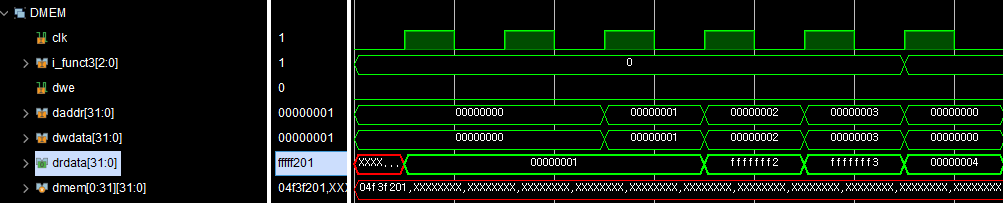 DMEM
clk 1
i_funct3[2:0] 1 0
dwe 0
daddr[31:0] 00000001 00000000 00000001 00000002 00000003 00000000
dwdata[31:0] 00000001 00000000 00000001 00000002 00000003 00000000
drdata[31:0] fffff201 XXXX... 00000001 fffffff2 fffffff3 00000004
dmem[0:31][31:0] 04f3f201,XXX 04f3f201,XXXXXXXX,XXXXXXXX,XXXXXXXX,XXXXXXXX,XXXXXXXX,XXXXXXXX,XXXXXXXX,XXXXXXXX,XXXXXXXX,XXXXXXXX,XXXXXXXX